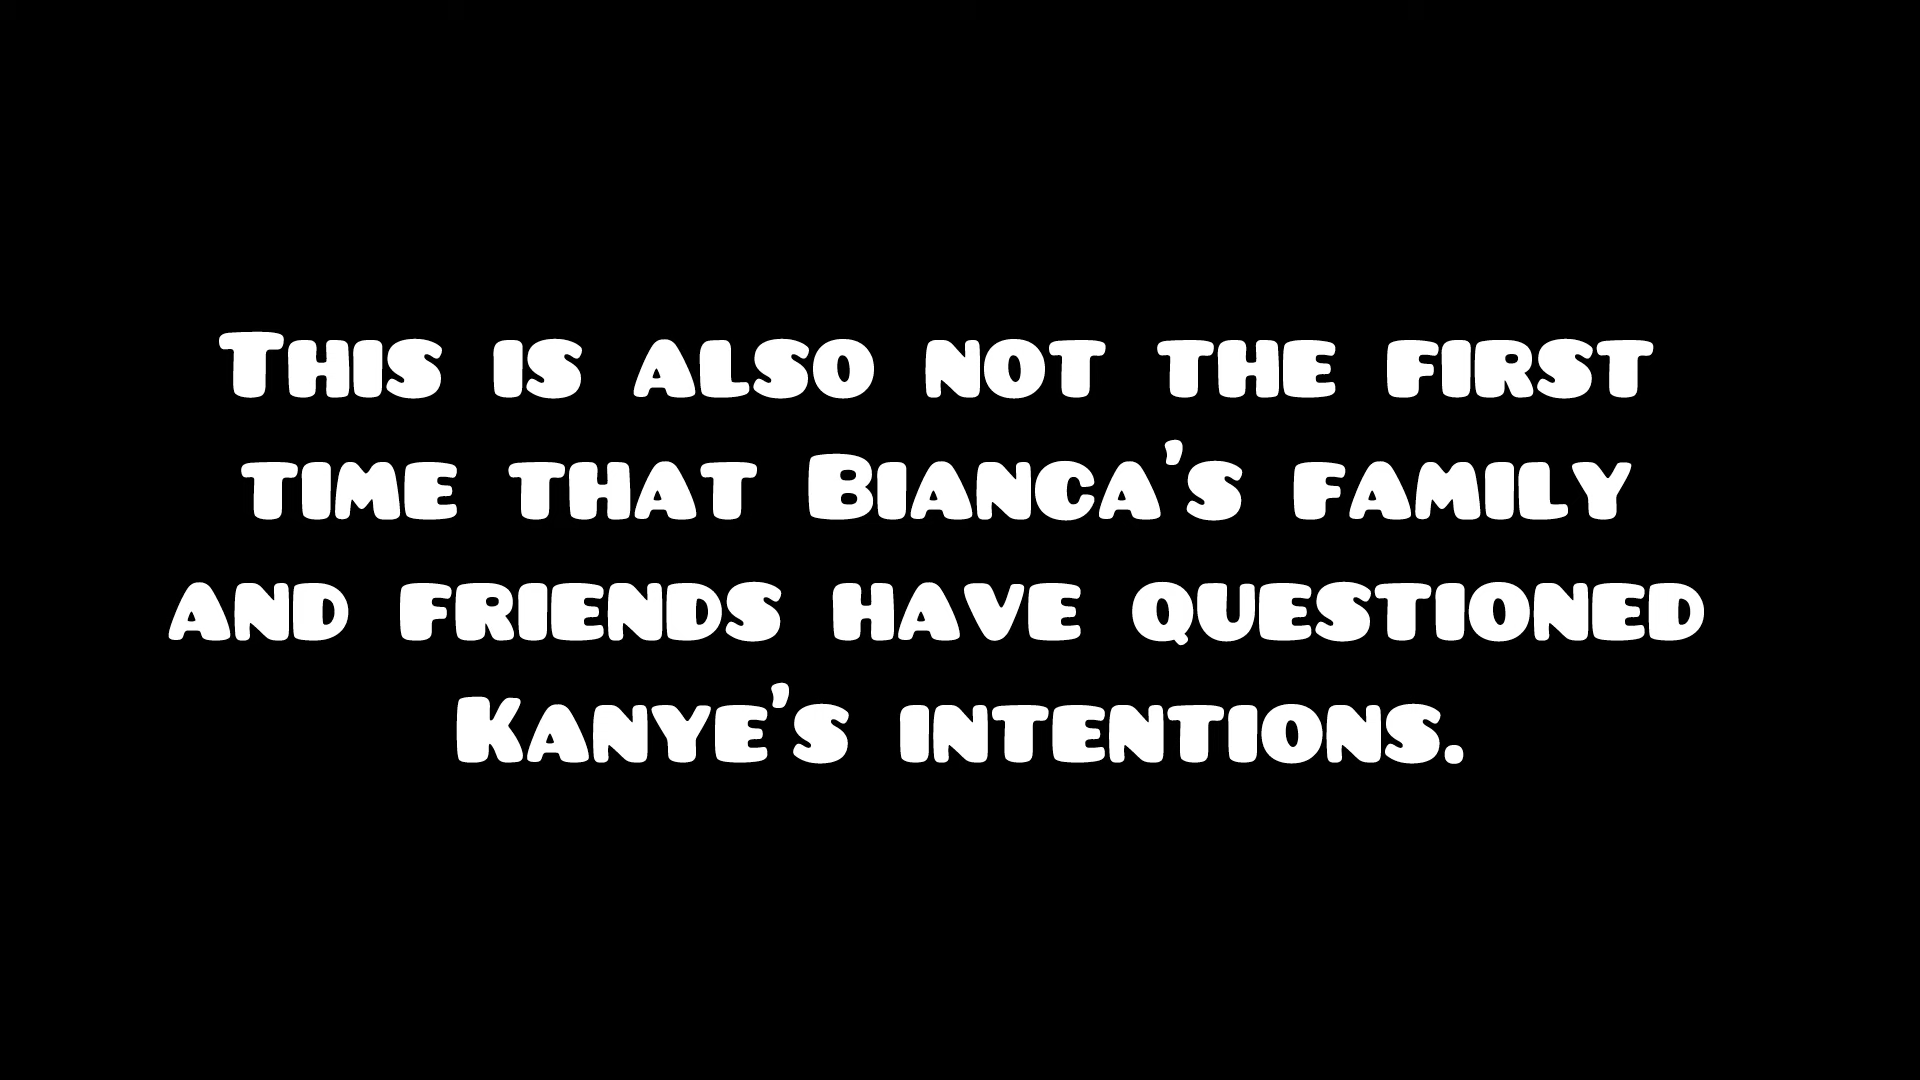 This is also not the first
time that Bianca's family
and friends have questioned
Kanye's intentions.